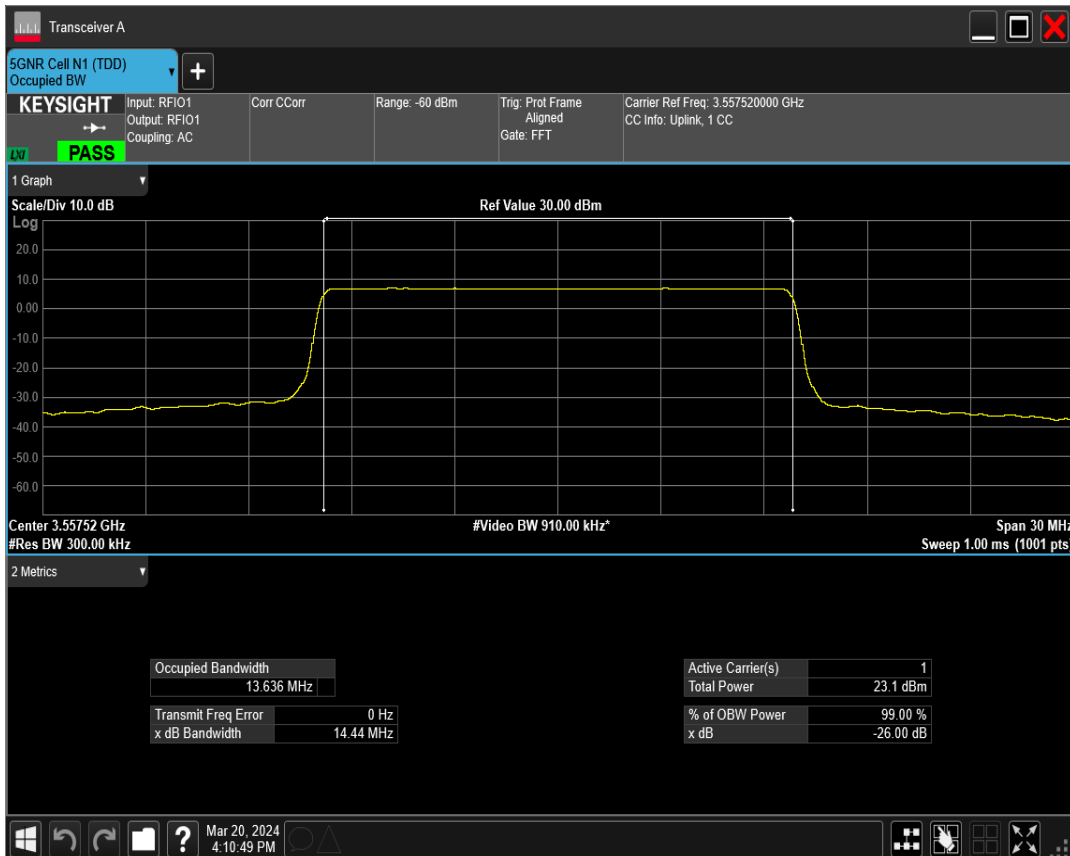 Transceiver A
5GNR Cell N1 (TDD)
Occupied BW
+
KEYSIGHT
LXI
PASS
Input: RFIO1
Output: RFIO1
Coupling: AC
Corr CCorr
Range: -60 dBm
Trig: Prot Frame
Aligned
Gate: FFT
Carrier Ref Freq: 3.557520000 GHz
CC Info: Uplink, 1 CC
1 Graph
Scale/Div 10.0 dB
Ref Value 30.00 dBm
Log
20.0
10.0
0.00
-10.0
-20.0
-30.0
-40.0
-50.0
-60.0
Center 3.55752 GHz
#Video BW 910.00 kHz*
Span 30 MHz
#Res BW 300.00 kHz
Sweep 1.00 ms (1001 pts)
2 Metrics
Occupied Bandwidth
13.636 MHz
Transmit Freq Error 0 Hz
x dB Bandwidth 14.44 MHz
Active Carrier(s) 1
Total Power 23.1 dBm
% of OBW Power 99.00 %
x dB -26.00 dB
?
Mar 20, 2024
4:10:49 PM